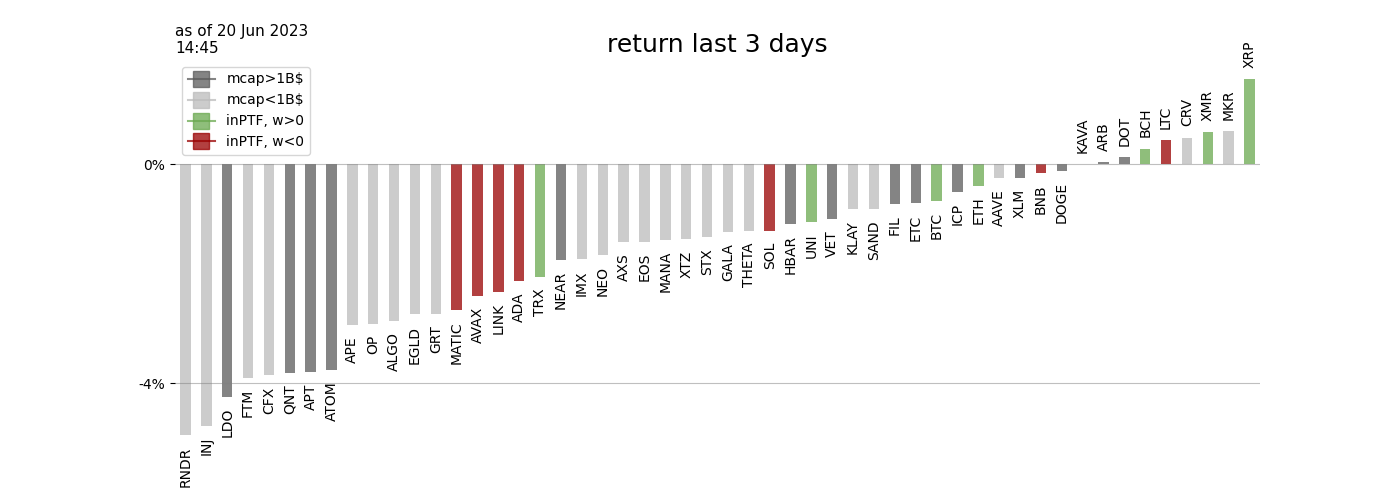 as of 20 Jun 2023
14:45
return last 3 days
mcap>1B$
mcap<1B$
inPTF, w>0
inPTF, w<0
0%
-4%
RNDR
INJ
LDO
FTM
CFX
QNT
APT
ATOM
APE
OP
ALGO
EGLD
GRT
MATIC
AVAX
LINK
ADA
TRX
NEAR
IMX
NEO
AXS
EOS
MANA
XTZ
STX
GALA
THETA
SOL
HBAR
UNI
VET
KLAY
SAND
FIL
ETC
BTC
ICP
ETH
AAVE
XLM
BNB
DOGE
KAVA
ARB
DOT
BCH
LTC
CRV
XMR
MKR
XRP